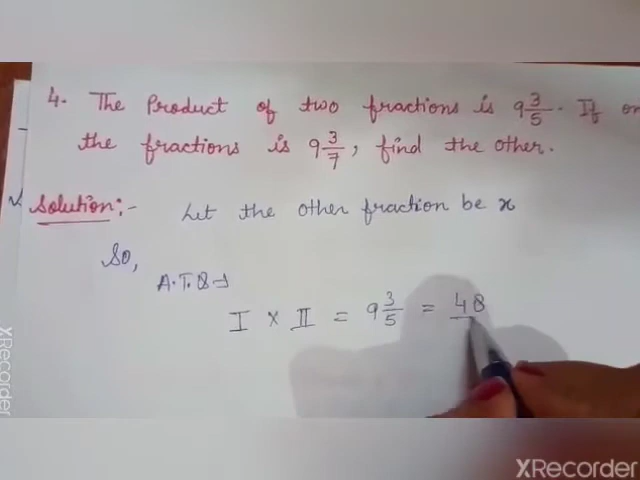 4. The Product of two fractions is 9 3/5. If on
the fractions is 9 3/7, find the other.
Solution:- Let the other fraction be x
So,
A.T.Q→
I × II = 9 3/5 = 48
XRecorder
XRecorder